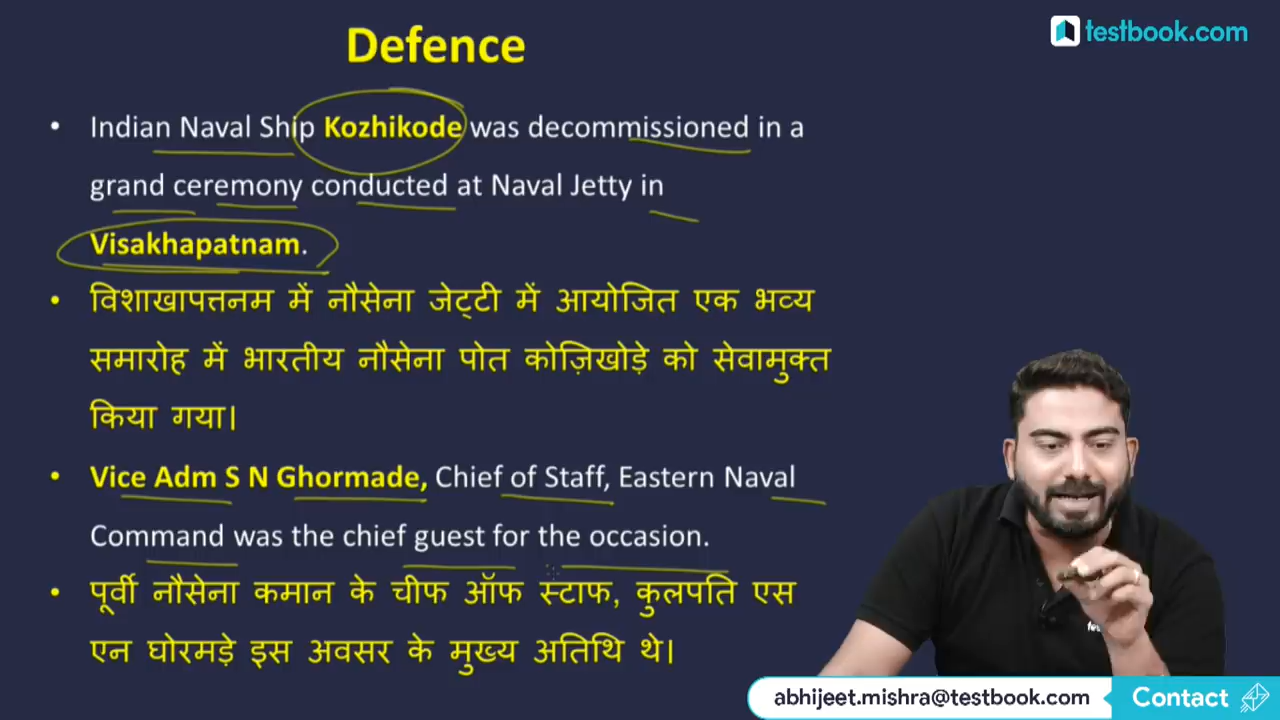 Defence
testbook.com
• Indian Naval Ship Kozhikode was decommissioned in a
grand ceremony conducted at Naval Jetty in
Visakhapatnam.
• विशाखापत्तनम में नौसेना जेट्टी में आयोजित एक भव्य
समारोह में भारतीय नौसेना पोत कोज़िखोड़े को सेवामुक्त
किया गया।
• Vice Adm S N Ghormade, Chief of Staff, Eastern Naval
Command was the chief guest for the occasion.
• पूर्वी नौसेना कमान के चीफ ऑफ स्टाफ, कुलपति एस
एन घोरमड़े इस अवसर के मुख्य अतिथि थे।
abhijeet.mishra@testbook.com Contact